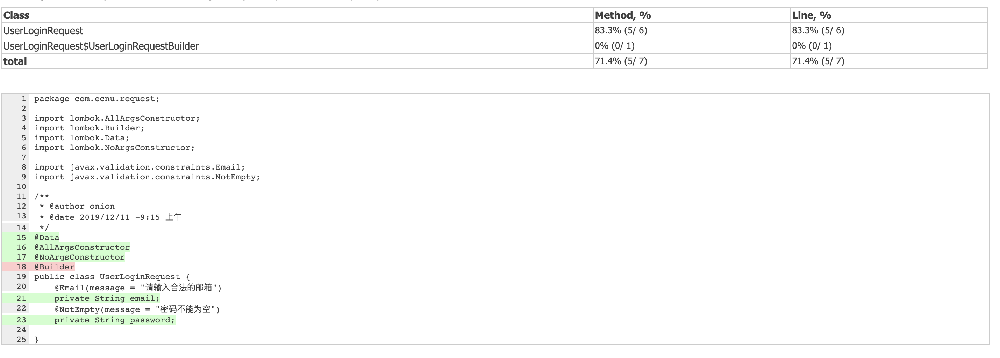 Class Method, % Line, %
UserLoginRequest 83.3% (5/ 6) 83.3% (5/ 6)
UserLoginRequest$UserLoginRequestBuilder 0% (0/ 1) 0% (0/ 1)
total 71.4% (5/ 7) 71.4% (5/ 7)
1 package com.ecnu.request;
2
3 import lombok.AllArgsConstructor;
4 import lombok.Builder;
5 import lombok.Data;
6 import lombok.NoArgsConstructor;
7
8 import javax.validation.constraints.Email;
9 import javax.validation.constraints.NotEmpty;
10
11 /**
12  * @author onion
13  * @date 2019/12/11 -9:15 上午
14  */
15 @Data
16 @AllArgsConstructor
17 @NoArgsConstructor
18 @Builder
19 public class UserLoginRequest {
20     @Email(message = "请输入合法的邮箱")
21     private String email;
22     @NotEmpty(message = "密码不能为空")
23     private String password;
24
25 }